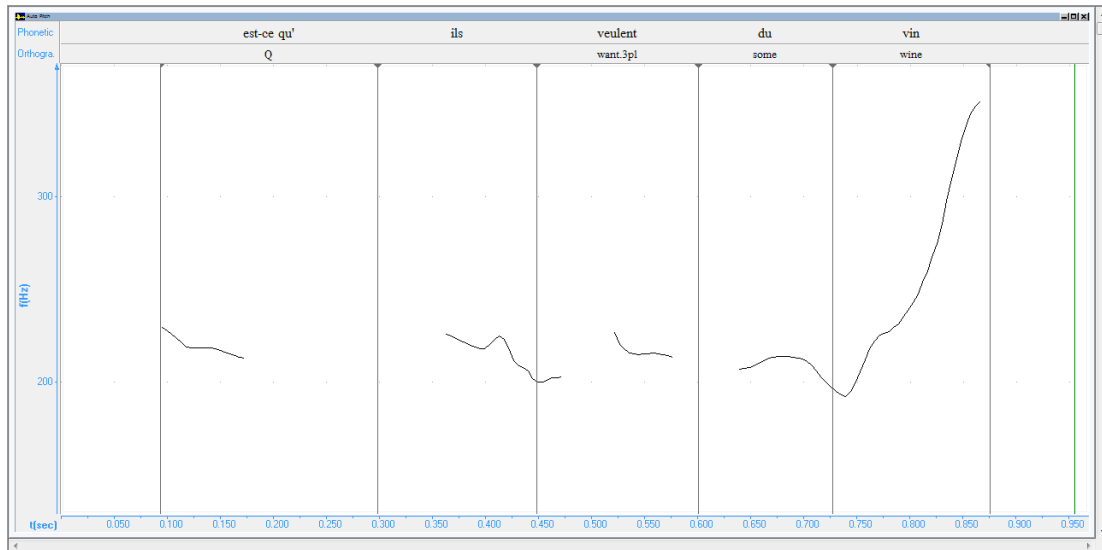 Auto Pitch
Phonetic est-ce qu' ils veulent du vin
Orthogra. Q want.3pl some wine
300
200
f(Hz)
t(sec) 0.050 0.100 0.150 0.200 0.250 0.300 0.350 0.400 0.450 0.500 0.550 0.600 0.650 0.700 0.750 0.800 0.850 0.900 0.950